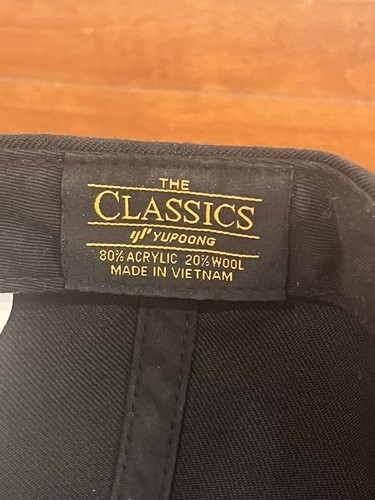 THE
CLASSICS
YUPOONG
80% ACRYLIC 20% WOOL
MADE IN VIETNAM